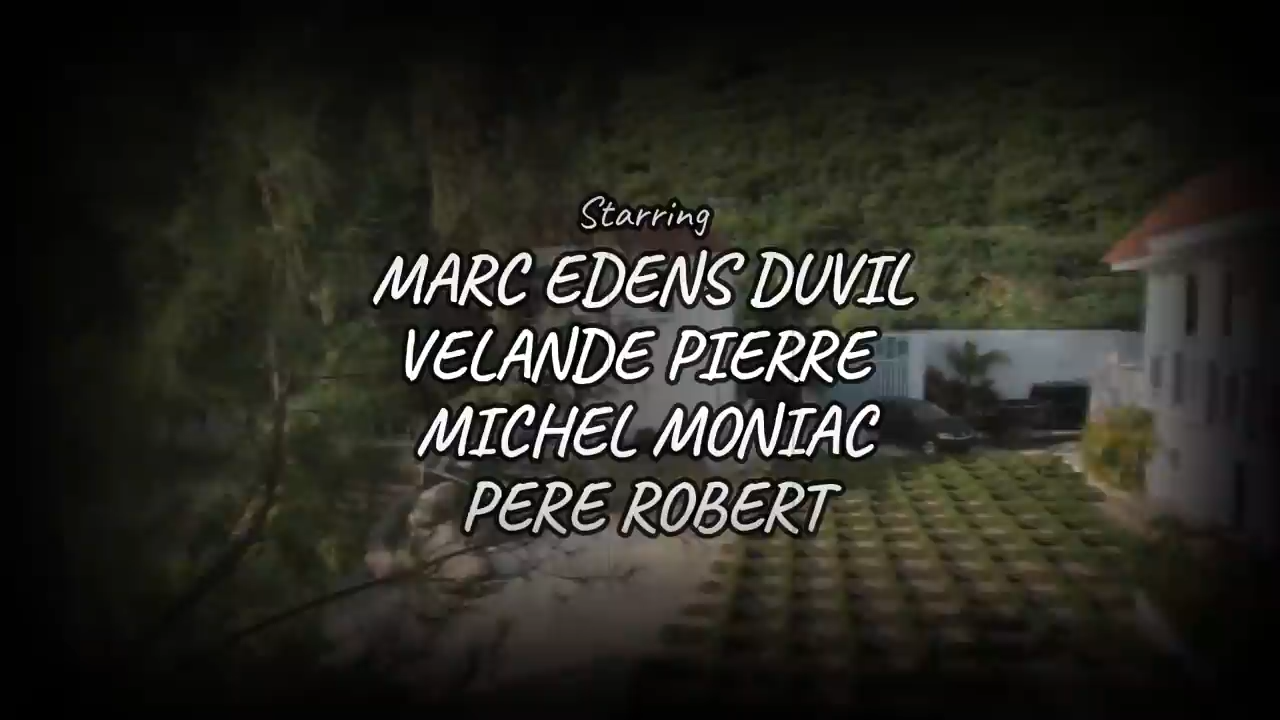 Starring
MARC EDENS DUVIL
VELANDE PIERRE
MICHEL MONIAC
PERE ROBERT